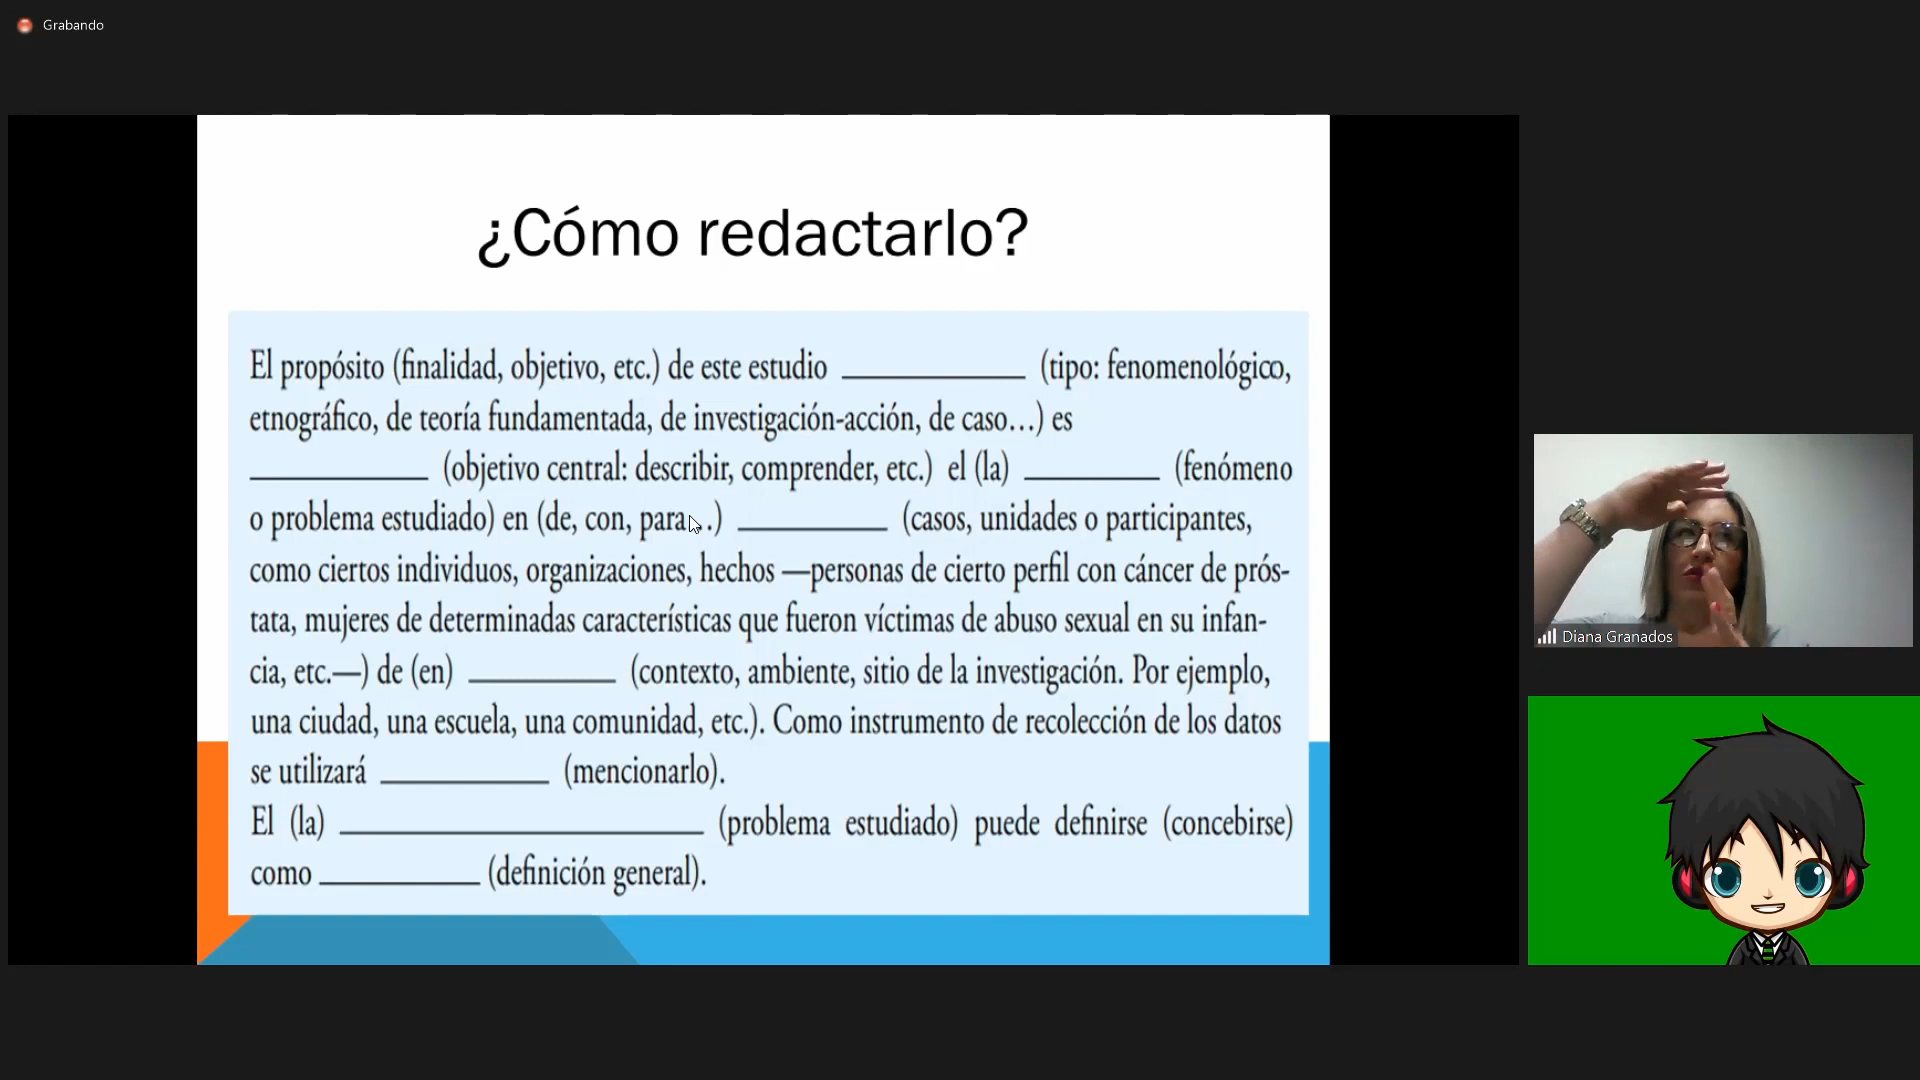 Grabando
¿Cómo redactarlo?
El propósito (finalidad, objetivo, etc.) de este estudio ____________ (tipo: fenomenológico,
etnográfico, de teoría fundamentada, de investigación-acción, de caso…) es
____________ (objetivo central: describir, comprender, etc.) el (la) _________ (fenómeno
o problema estudiado) en (de, con, para…) __________ (casos, unidades o participantes,
como ciertos individuos, organizaciones, hechos —personas de cierto perfil con cáncer de prós-
tata, mujeres de determinadas características que fueron víctimas de abuso sexual en su infan-
cia, etc.—) de (en) __________ (contexto, ambiente, sitio de la investigación. Por ejemplo,
una ciudad, una escuela, una comunidad, etc.). Como instrumento de recolección de los datos
se utilizará ___________ (mencionarlo).
El (la) ________________________ (problema estudiado) puede definirse (concebirse)
como ___________ (definición general).
Diana Granados